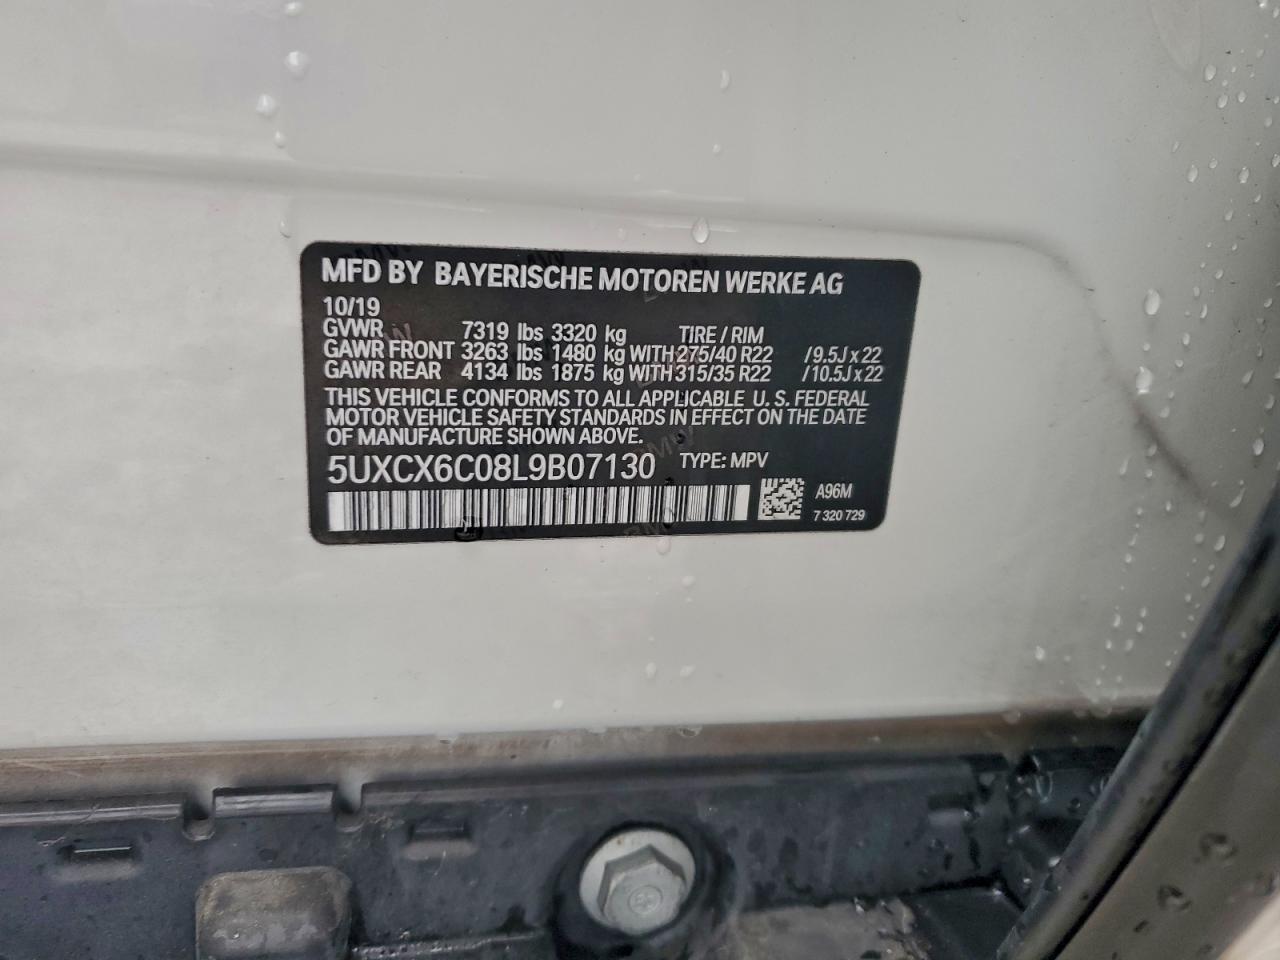 MFD BY BAYERISCHE MOTOREN WERKE AG
10/19
GVWR 7319 lbs 3320 kg TIRE / RIM
GAWR FRONT 3263 lbs 1480 kg WITH 275/40 R22 / 9.5J x 22
GAWR REAR 4134 lbs 1875 kg WITH 315/35 R22 / 10.5J x 22
THIS VEHICLE CONFORMS TO ALL APPLICABLE U. S. FEDERAL
MOTOR VEHICLE SAFETY STANDARDS IN EFFECT ON THE DATE
OF MANUFACTURE SHOWN ABOVE.
5UXCX6C08L9B07130 TYPE: MPV
A96M
7 320 729